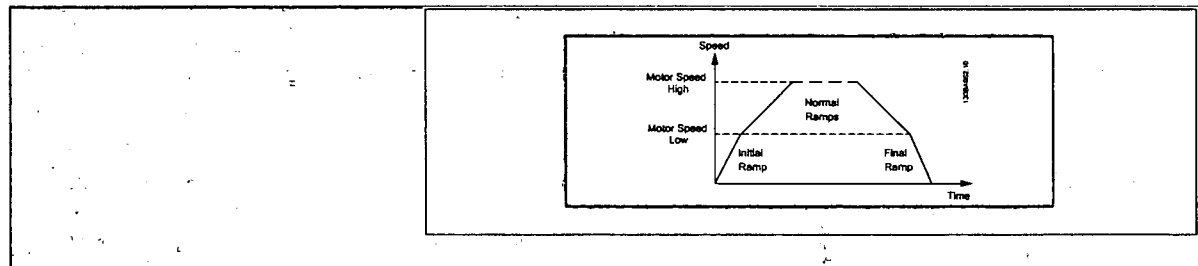 Speed
Motor Speed
High
Normal
Ramps
Motor Speed
Low
Initial
Ramp
Final
Ramp
Time